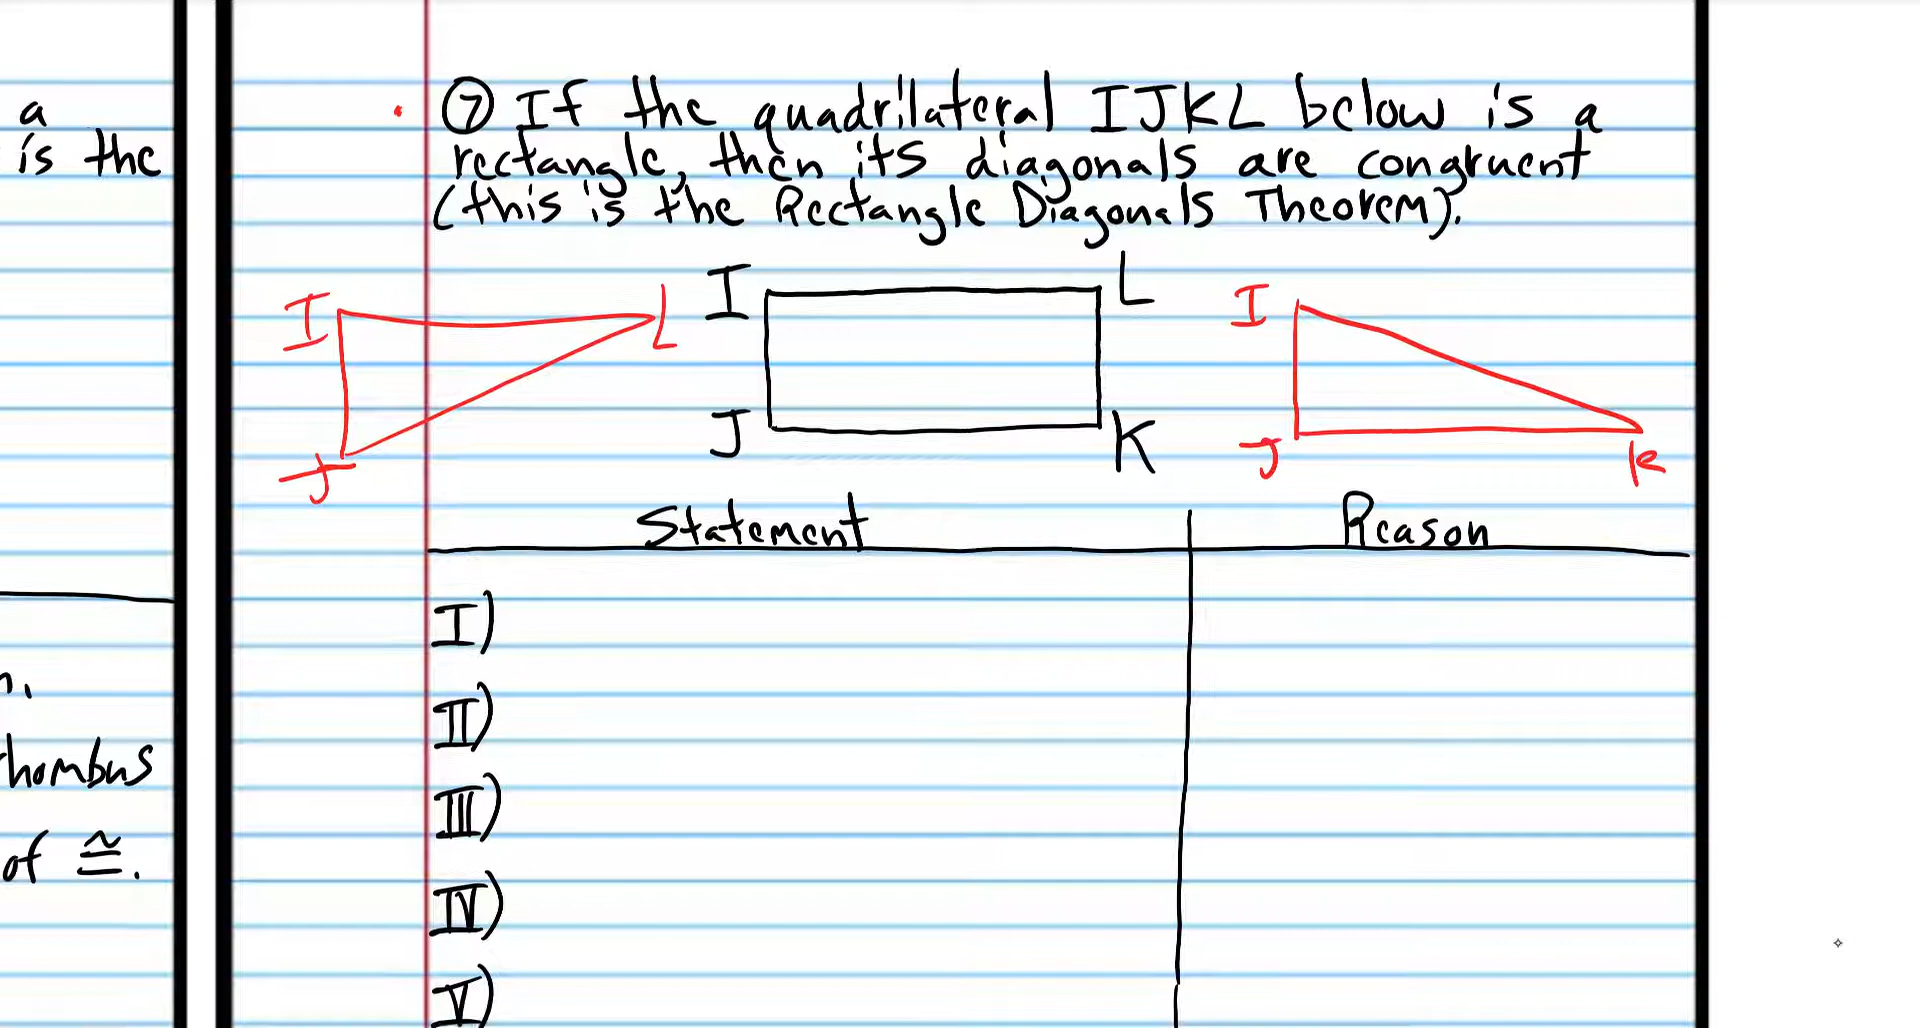 a
is the
n.
rhombus
of ≅.
⑦ If the quadrilateral IJKL below is a
rectangle, then its diagonals are congruent
(this is the Rectangle Diagonals Theorem).
I L
J
I L
J K
I
J K
Statement Reason
I)
II)
III)
IV)
V)